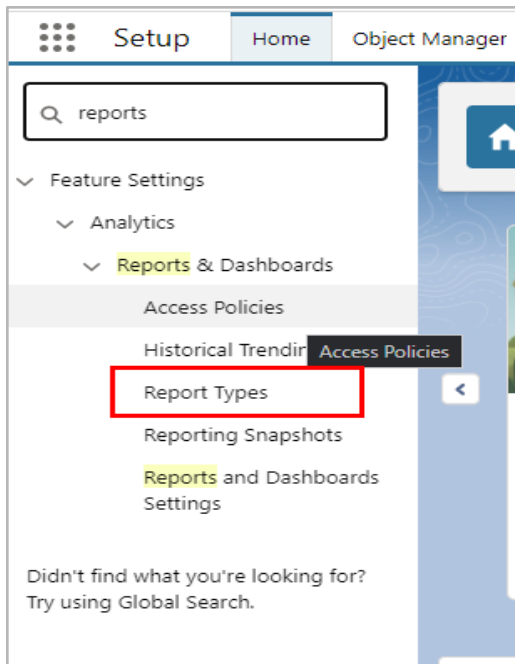 Setup
Home
Object Manager
reports
Feature Settings
Analytics
Reports & Dashboards
Access Policies
Historical Trendin
Access Policies
Report Types
Reporting Snapshots
Reports and Dashboards
Settings
Didn't find what you're looking for?
Try using Global Search.